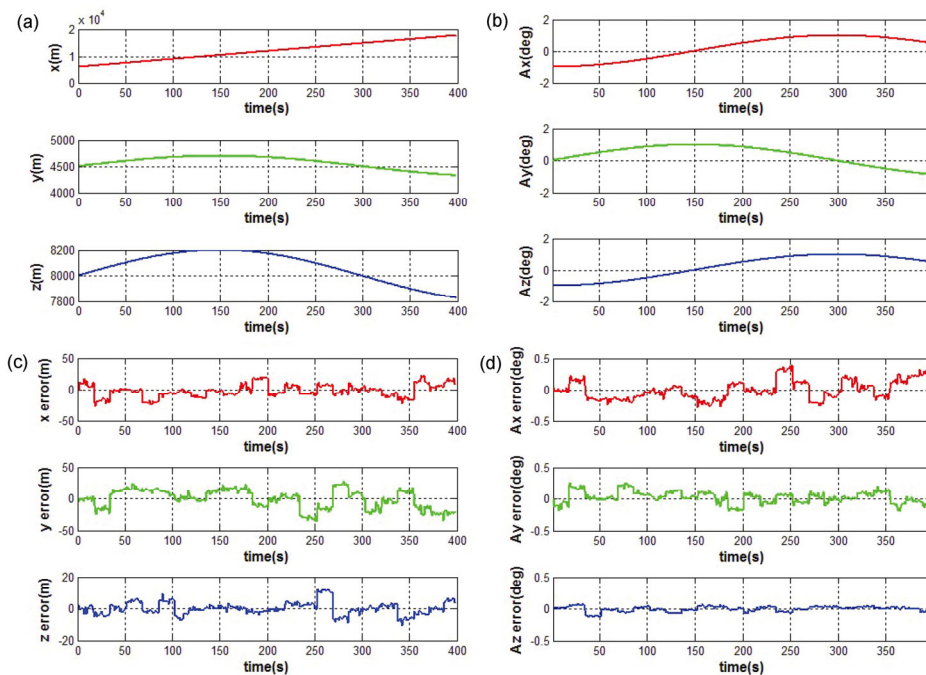 (a)
x 10^4
2
1
0
x(m)
0 50 100 150 200 250 300 350 400
time(s)
5000
4500
4000
y(m)
0 50 100 150 200 250 300 350 400
time(s)
8200
8000
7800
z(m)
0 50 100 150 200 250 300 350 400
time(s)
(b)
2
0
-2
Ax(deg)
50 100 150 200 250 300 350
time(s)
2
0
-2
Ay(deg)
50 100 150 200 250 300 350
time(s)
2
0
-2
Az(deg)
50 100 150 200 250 300 350
time(s)
(c)
50
0
-50
x error(m)
0 50 100 150 200 250 300 350 400
time(s)
50
0
-50
y error(m)
0 50 100 150 200 250 300 350 400
time(s)
20
0
-20
z error(m)
0 50 100 150 200 250 300 350 400
time(s)
(d)
0.5
0
-0.5
Ax error(deg)
50 100 150 200 250 300 350
time(s)
0.5
0
-0.5
Ay error(deg)
50 100 150 200 250 300 350
time(s)
0.5
0
-0.5
Az error(deg)
50 100 150 200 250 300 350
time(s)